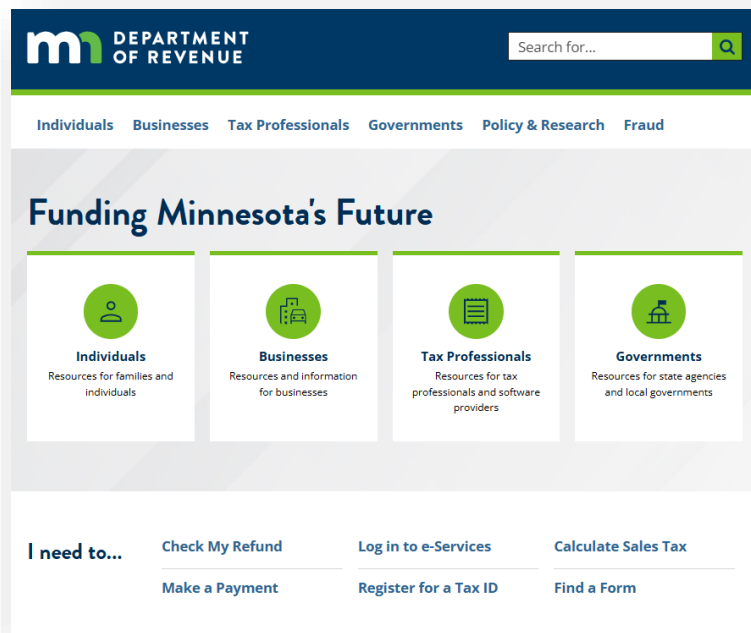 mn DEPARTMENT
OF REVENUE
Search for...
Individuals Businesses Tax Professionals Governments Policy & Research Fraud
Funding Minnesota's Future
Individuals
Resources for families and
individuals
Businesses
Resources and information
for businesses
Tax Professionals
Resources for tax
professionals and software
providers
Governments
Resources for state agencies
and local governments
I need to...
Check My Refund Log in to e-Services Calculate Sales Tax
Make a Payment Register for a Tax ID Find a Form